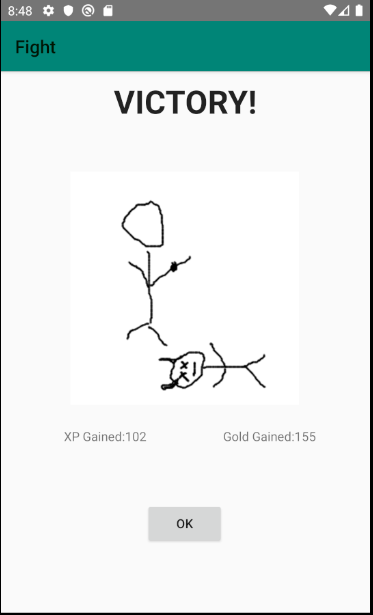 8:48
Fight
VICTORY!
XP Gained:102 Gold Gained:155
OK